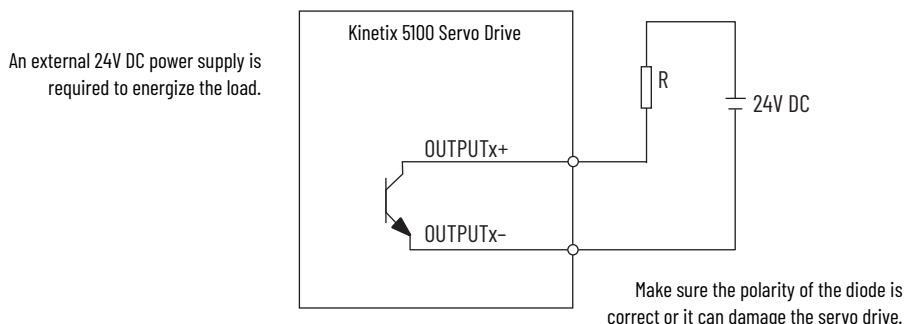 Kinetix 5100 Servo Drive
An external 24V DC power supply is
required to energize the load.
R
24V DC
OUTPUTx+
OUTPUTx–
Make sure the polarity of the diode is
correct or it can damage the servo drive.